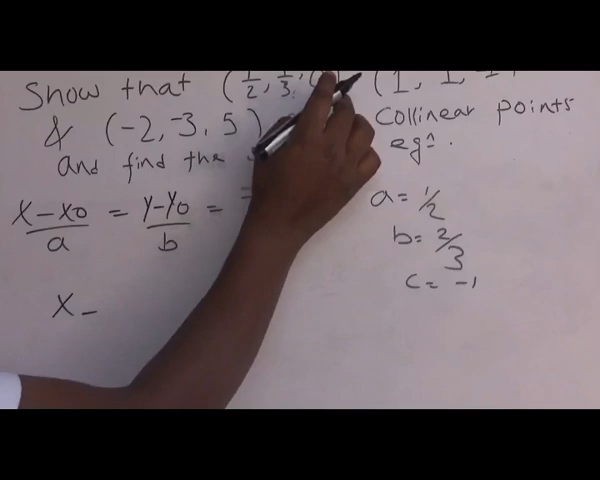 Show that (1/2, 1/3, (1, 1, -1
& (-2, -3, 5) collinear points
and find the eq?.
X-X0/a = Y-Y0/b =
a = 1/2
b = 2/3
c = -1
X -